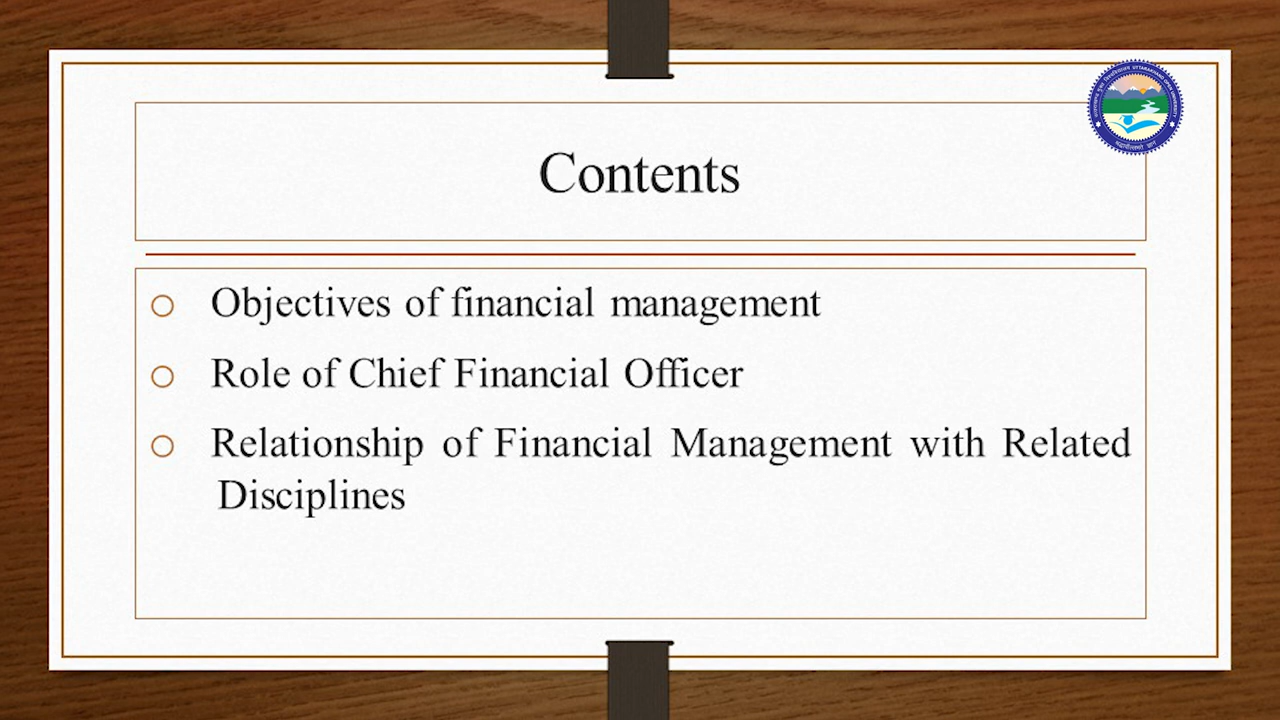 Contents
Objectives of financial management
Role of Chief Financial Officer
Relationship of Financial Management with Related
Disciplines